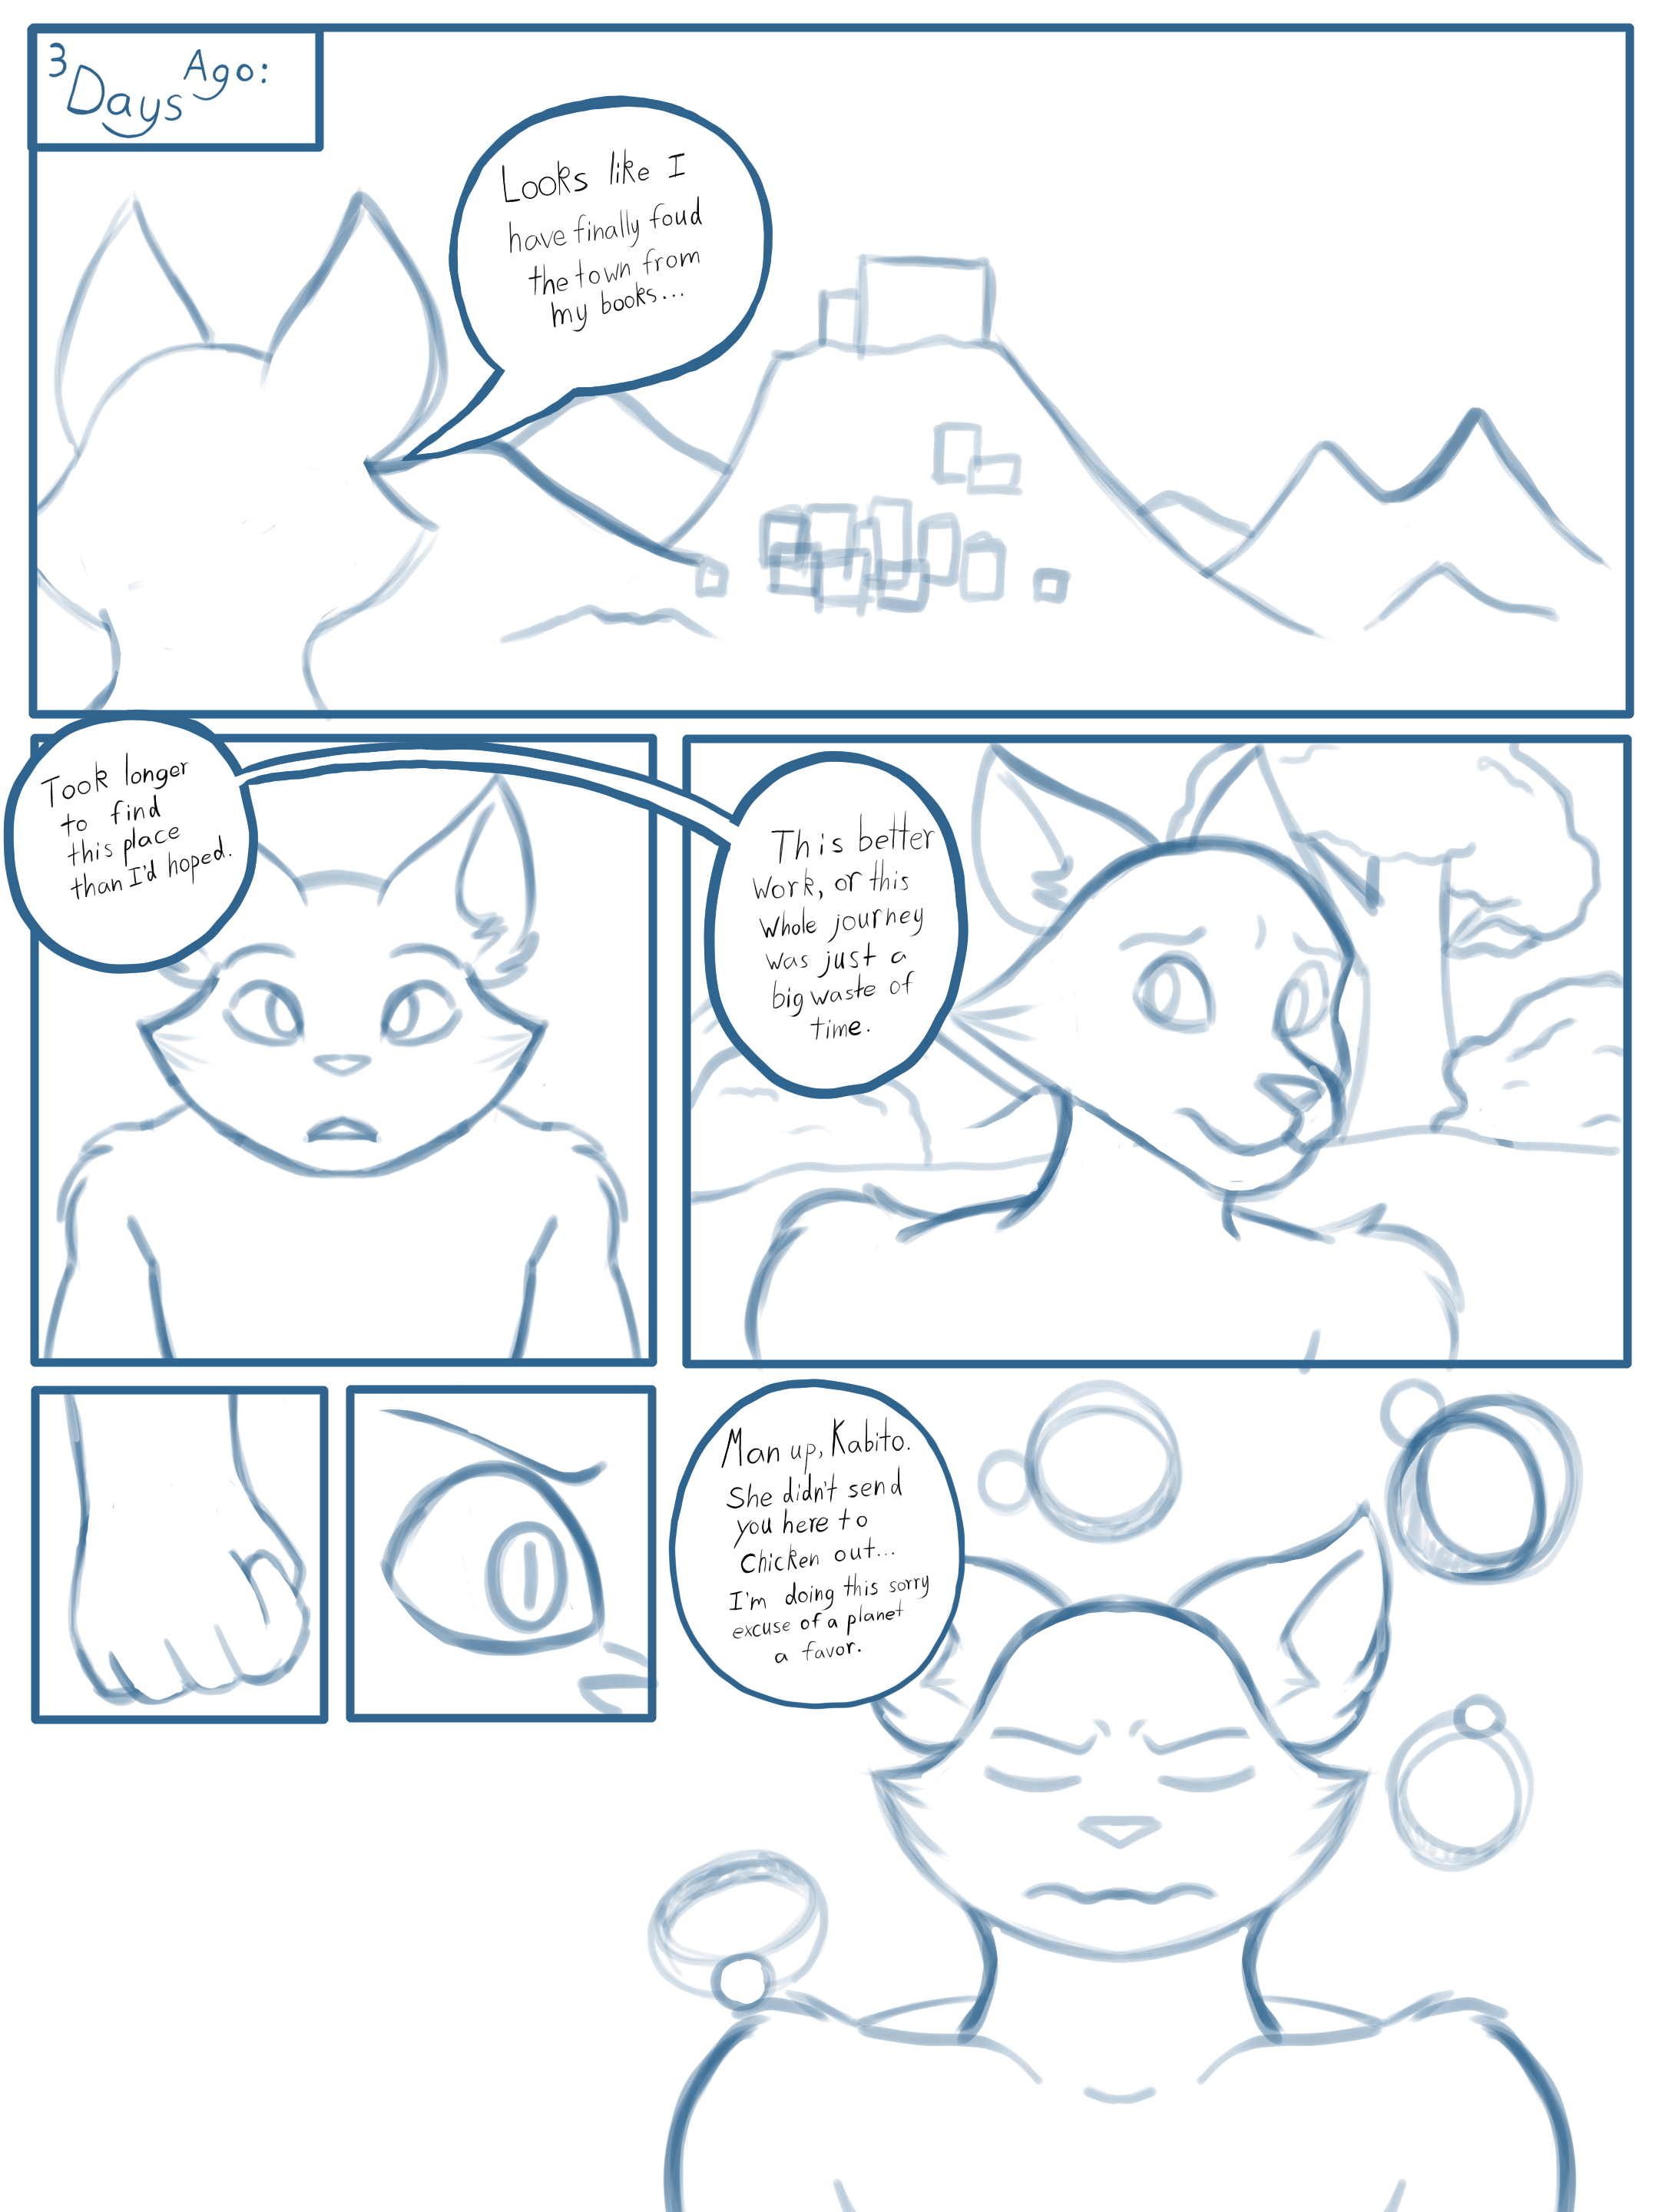 3 Days Ago:
Looks like I
have finally foud
the town from
my books...
Took longer
to find
this place
than I'd hoped.
This better
work, or this
whole journey
was just a
big waste of
time.
Man up, Kabito.
She didn't send
you here to
chicken out...
I'm doing this sorry
excuse of a planet
a favor.